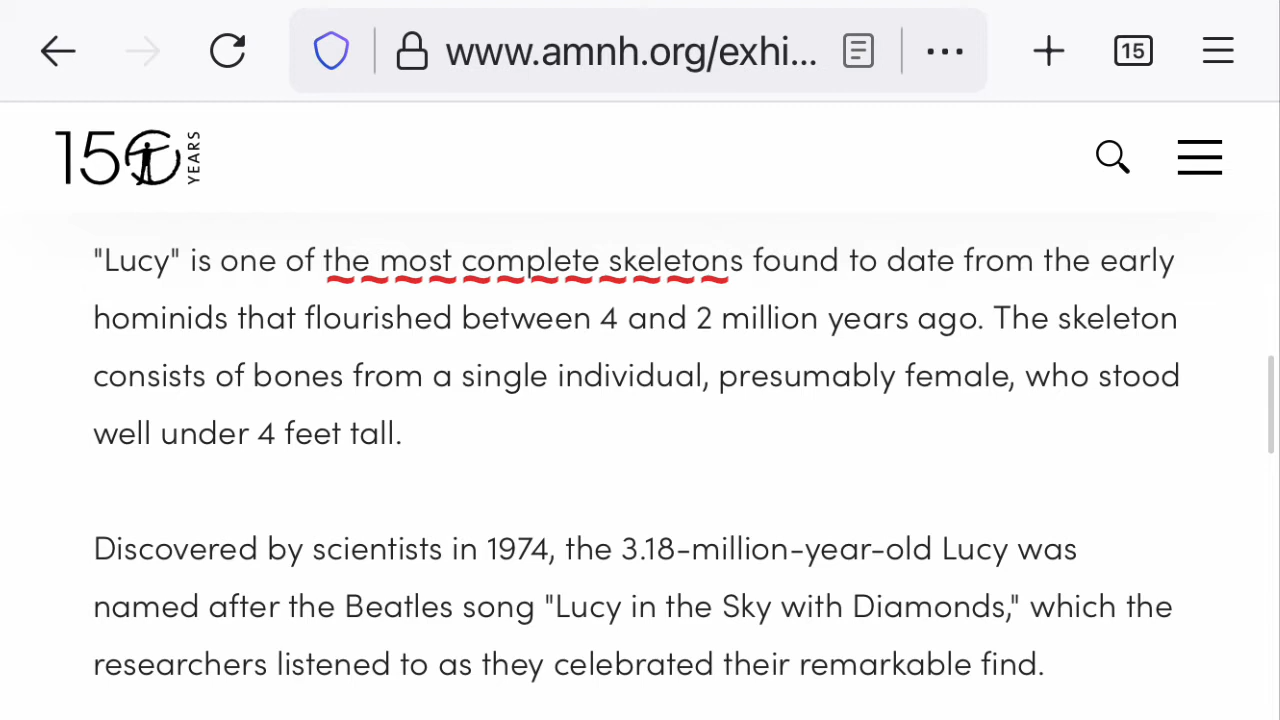 www.amnh.org/exhi...
15
150 YEARS
"Lucy" is one of the most complete skeletons found to date from the early
hominids that flourished between 4 and 2 million years ago. The skeleton
consists of bones from a single individual, presumably female, who stood
well under 4 feet tall.
Discovered by scientists in 1974, the 3.18-million-year-old Lucy was
named after the Beatles song "Lucy in the Sky with Diamonds," which the
researchers listened to as they celebrated their remarkable find.